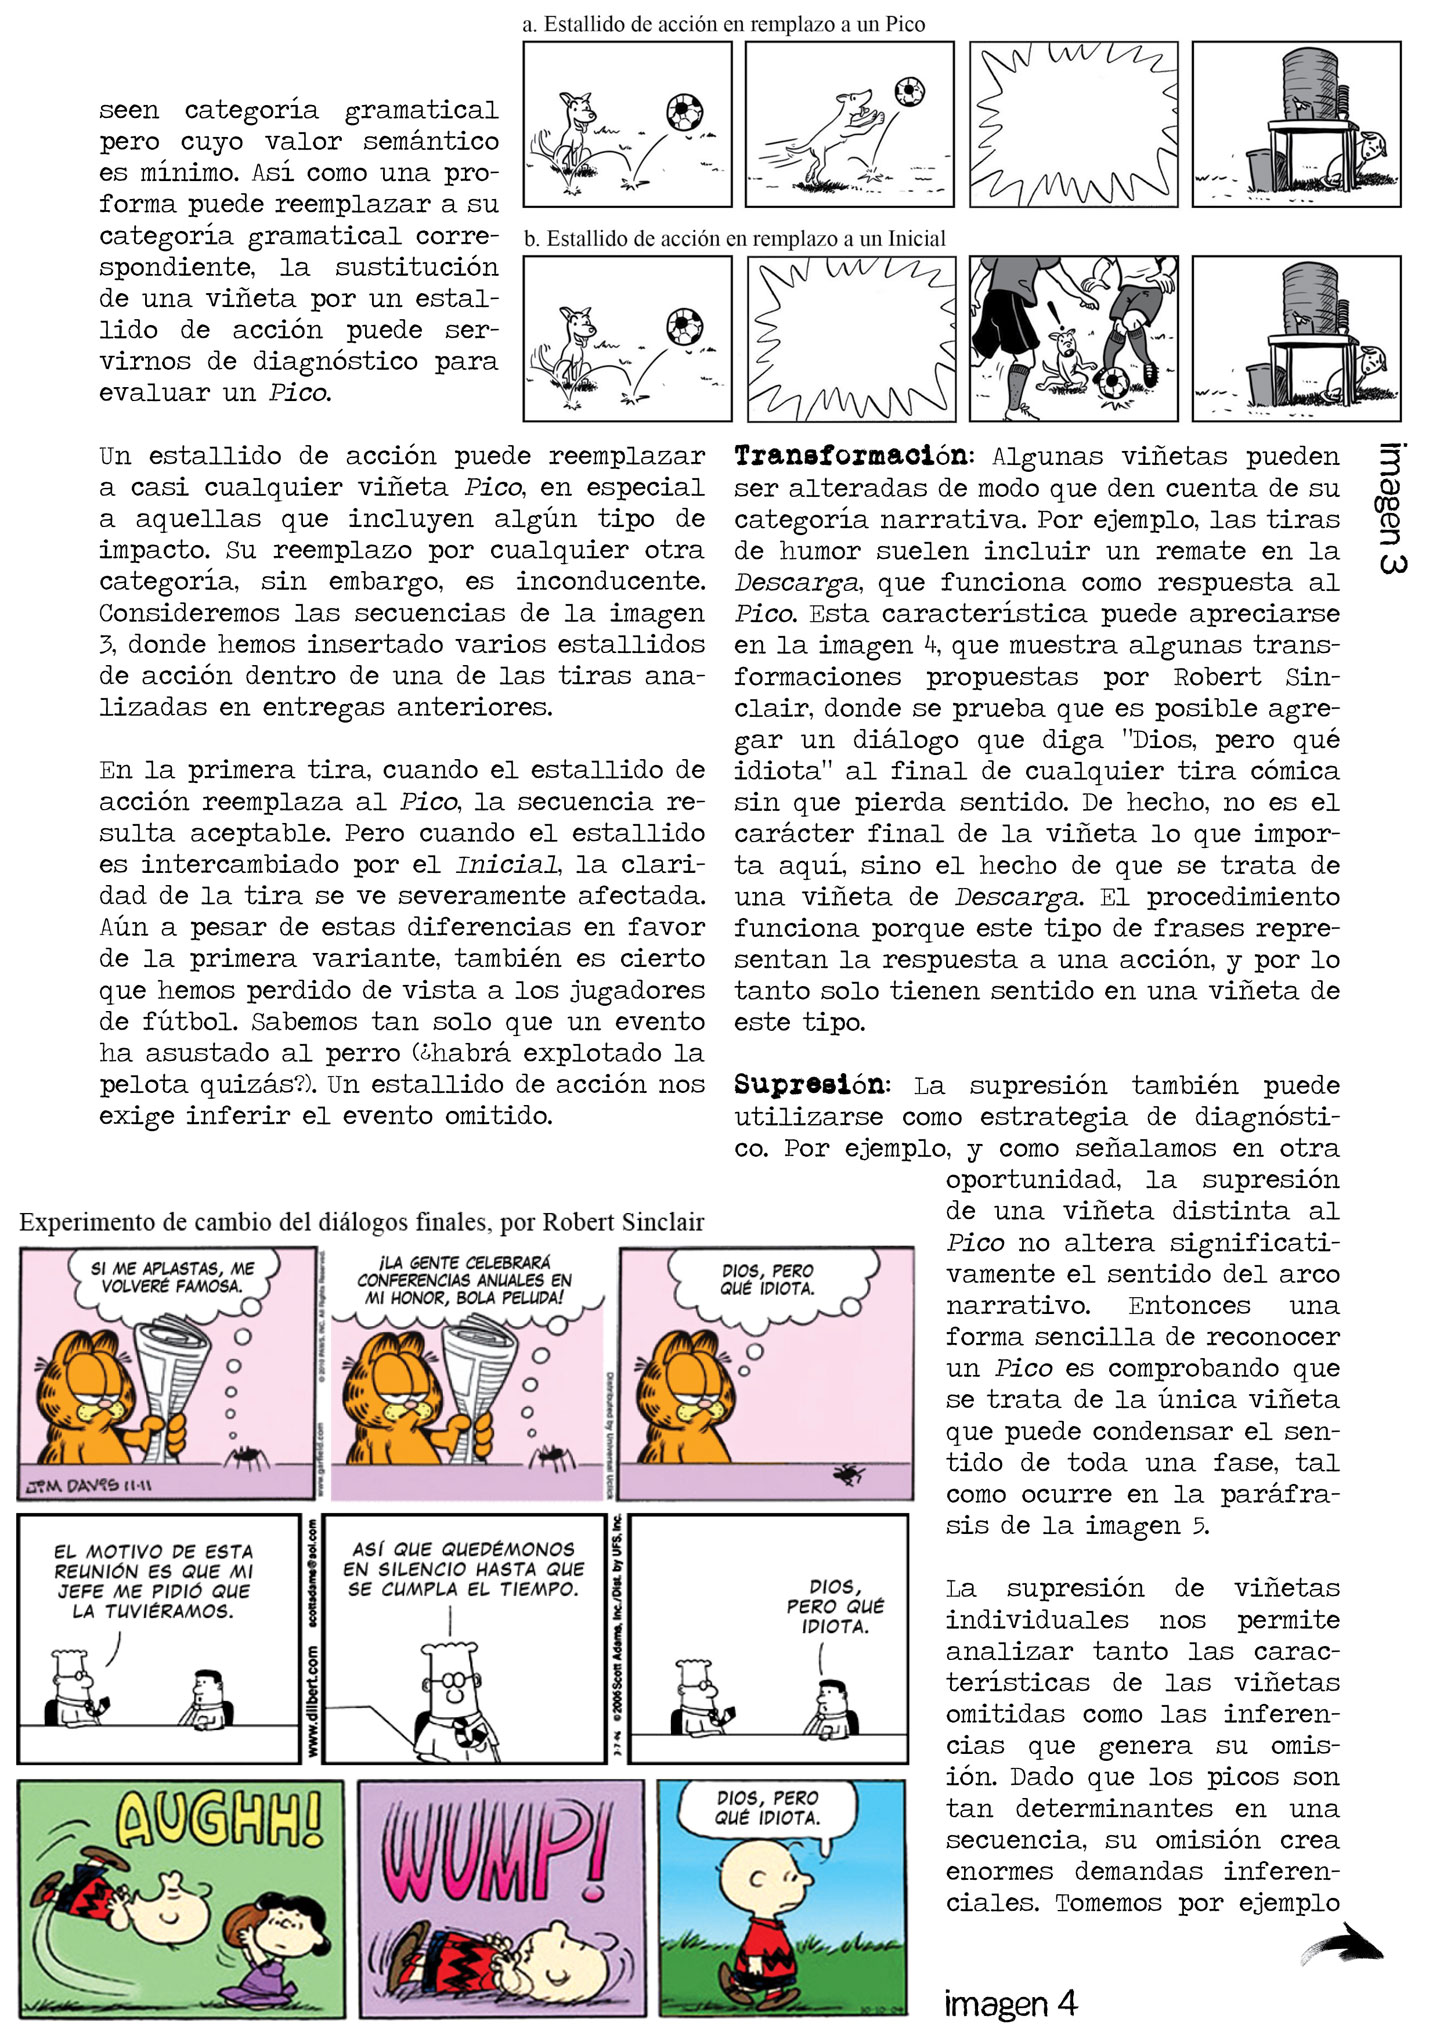 a. Estallido de acción en remplazo a un Pico
seen categoría gramatical
pero cuyo valor semántico
es mínimo. Así como una pro-
forma puede reemplazar a su
categoría gramatical corre-
spondiente, la sustitución
de una viñeta por un estal-
lido de acción puede ser-
virnos de diagnóstico para
evaluar un Pico.
b. Estallido de acción en remplazo a un Inicial
!
imagen 3
Un estallido de acción puede reemplazar
a casi cualquier viñeta Pico, en especial
a aquellas que incluyen algún tipo de
impacto. Su reemplazo por cualquier otra
categoría, sin embargo, es inconducente.
Consideremos las secuencias de la imagen
3, donde hemos insertado varios estallidos
de acción dentro de una de las tiras ana-
lizadas en entregas anteriores.
En la primera tira, cuando el estallido de
acción reemplaza al Pico, la secuencia re-
sulta aceptable. Pero cuando el estallido
es intercambiado por el Inicial, la clari-
dad de la tira se ve severamente afectada.
Aún a pesar de estas diferencias en favor
de la primera variante, también es cierto
que hemos perdido de vista a los jugadores
de fútbol. Sabemos tan solo que un evento
ha asustado al perro (¿habrá explotado la
pelota quizás?). Un estallido de acción nos
exige inferir el evento omitido.
Transformación: Algunas viñetas pueden
ser alteradas de modo que den cuenta de su
categoría narrativa. Por ejemplo, las tiras
de humor suelen incluir un remate en la
Descarga, que funciona como respuesta al
Pico. Esta característica puede apreciarse
en la imagen 4, que muestra algunas trans-
formaciones propuestas por Robert Sin-
clair, donde se prueba que es posible agre-
gar un diálogo que diga "Dios, pero qué
idiota" al final de cualquier tira cómica
sin que pierda sentido. De hecho, no es el
carácter final de la viñeta lo que impor-
ta aquí, sino el hecho de que se trata de
una viñeta de Descarga. El procedimiento
funciona porque este tipo de frases repre-
sentan la respuesta a una acción, y por lo
tanto solo tienen sentido en una viñeta de
este tipo.
Supresión: La supresión también puede
utilizarse como estrategia de diagnósti-
co. Por ejemplo, y como señalamos en otra
oportunidad, la supresión
de una viñeta distinta al
Pico no altera significati-
vamente el sentido del arco
narrativo. Entonces una
forma sencilla de reconocer
un Pico es comprobando que
se trata de la única viñeta
que puede condensar el sen-
tido de toda una fase, tal
como ocurre en la paráfra-
sis de la imagen 5.
La supresión de viñetas
individuales nos permite
analizar tanto las carac-
terísticas de las viñetas
omitidas como las inferen-
cias que genera su omis-
ión. Dado que los picos son
tan determinantes en una
secuencia, su omisión crea
enormes demandas inferen-
ciales. Tomemos por ejemplo
Experimento de cambio del diálogos finales, por Robert Sinclair
SI ME APLASTAS, ME
VOLVERÉ FAMOSA.
JIM DAVIS 11·11
www.garfield.com
© 2010 PAWS, INC. All Rights Reserved.
¡LA GENTE CELEBRARÁ
CONFERENCIAS ANUALES EN
MI HONOR, BOLA PELUDA!
Distributed by Universal Uclick
DIOS, PERO
QUÉ IDIOTA.
EL MOTIVO DE ESTA
REUNIÓN ES QUE MI
JEFE ME PIDIÓ QUE
LA TUVIÉRAMOS.
www.dilbert.com scottadams@aol.com
ASÍ QUE QUEDÉMONOS
EN SILENCIO HASTA QUE
SE CUMPLA EL TIEMPO.
© 2006 Scott Adams, Inc./Dist. by UFS, Inc.
DIOS,
PERO QUÉ
IDIOTA.
AUGHH!
WUMP!
DIOS, PERO
QUÉ IDIOTA.
imagen 4